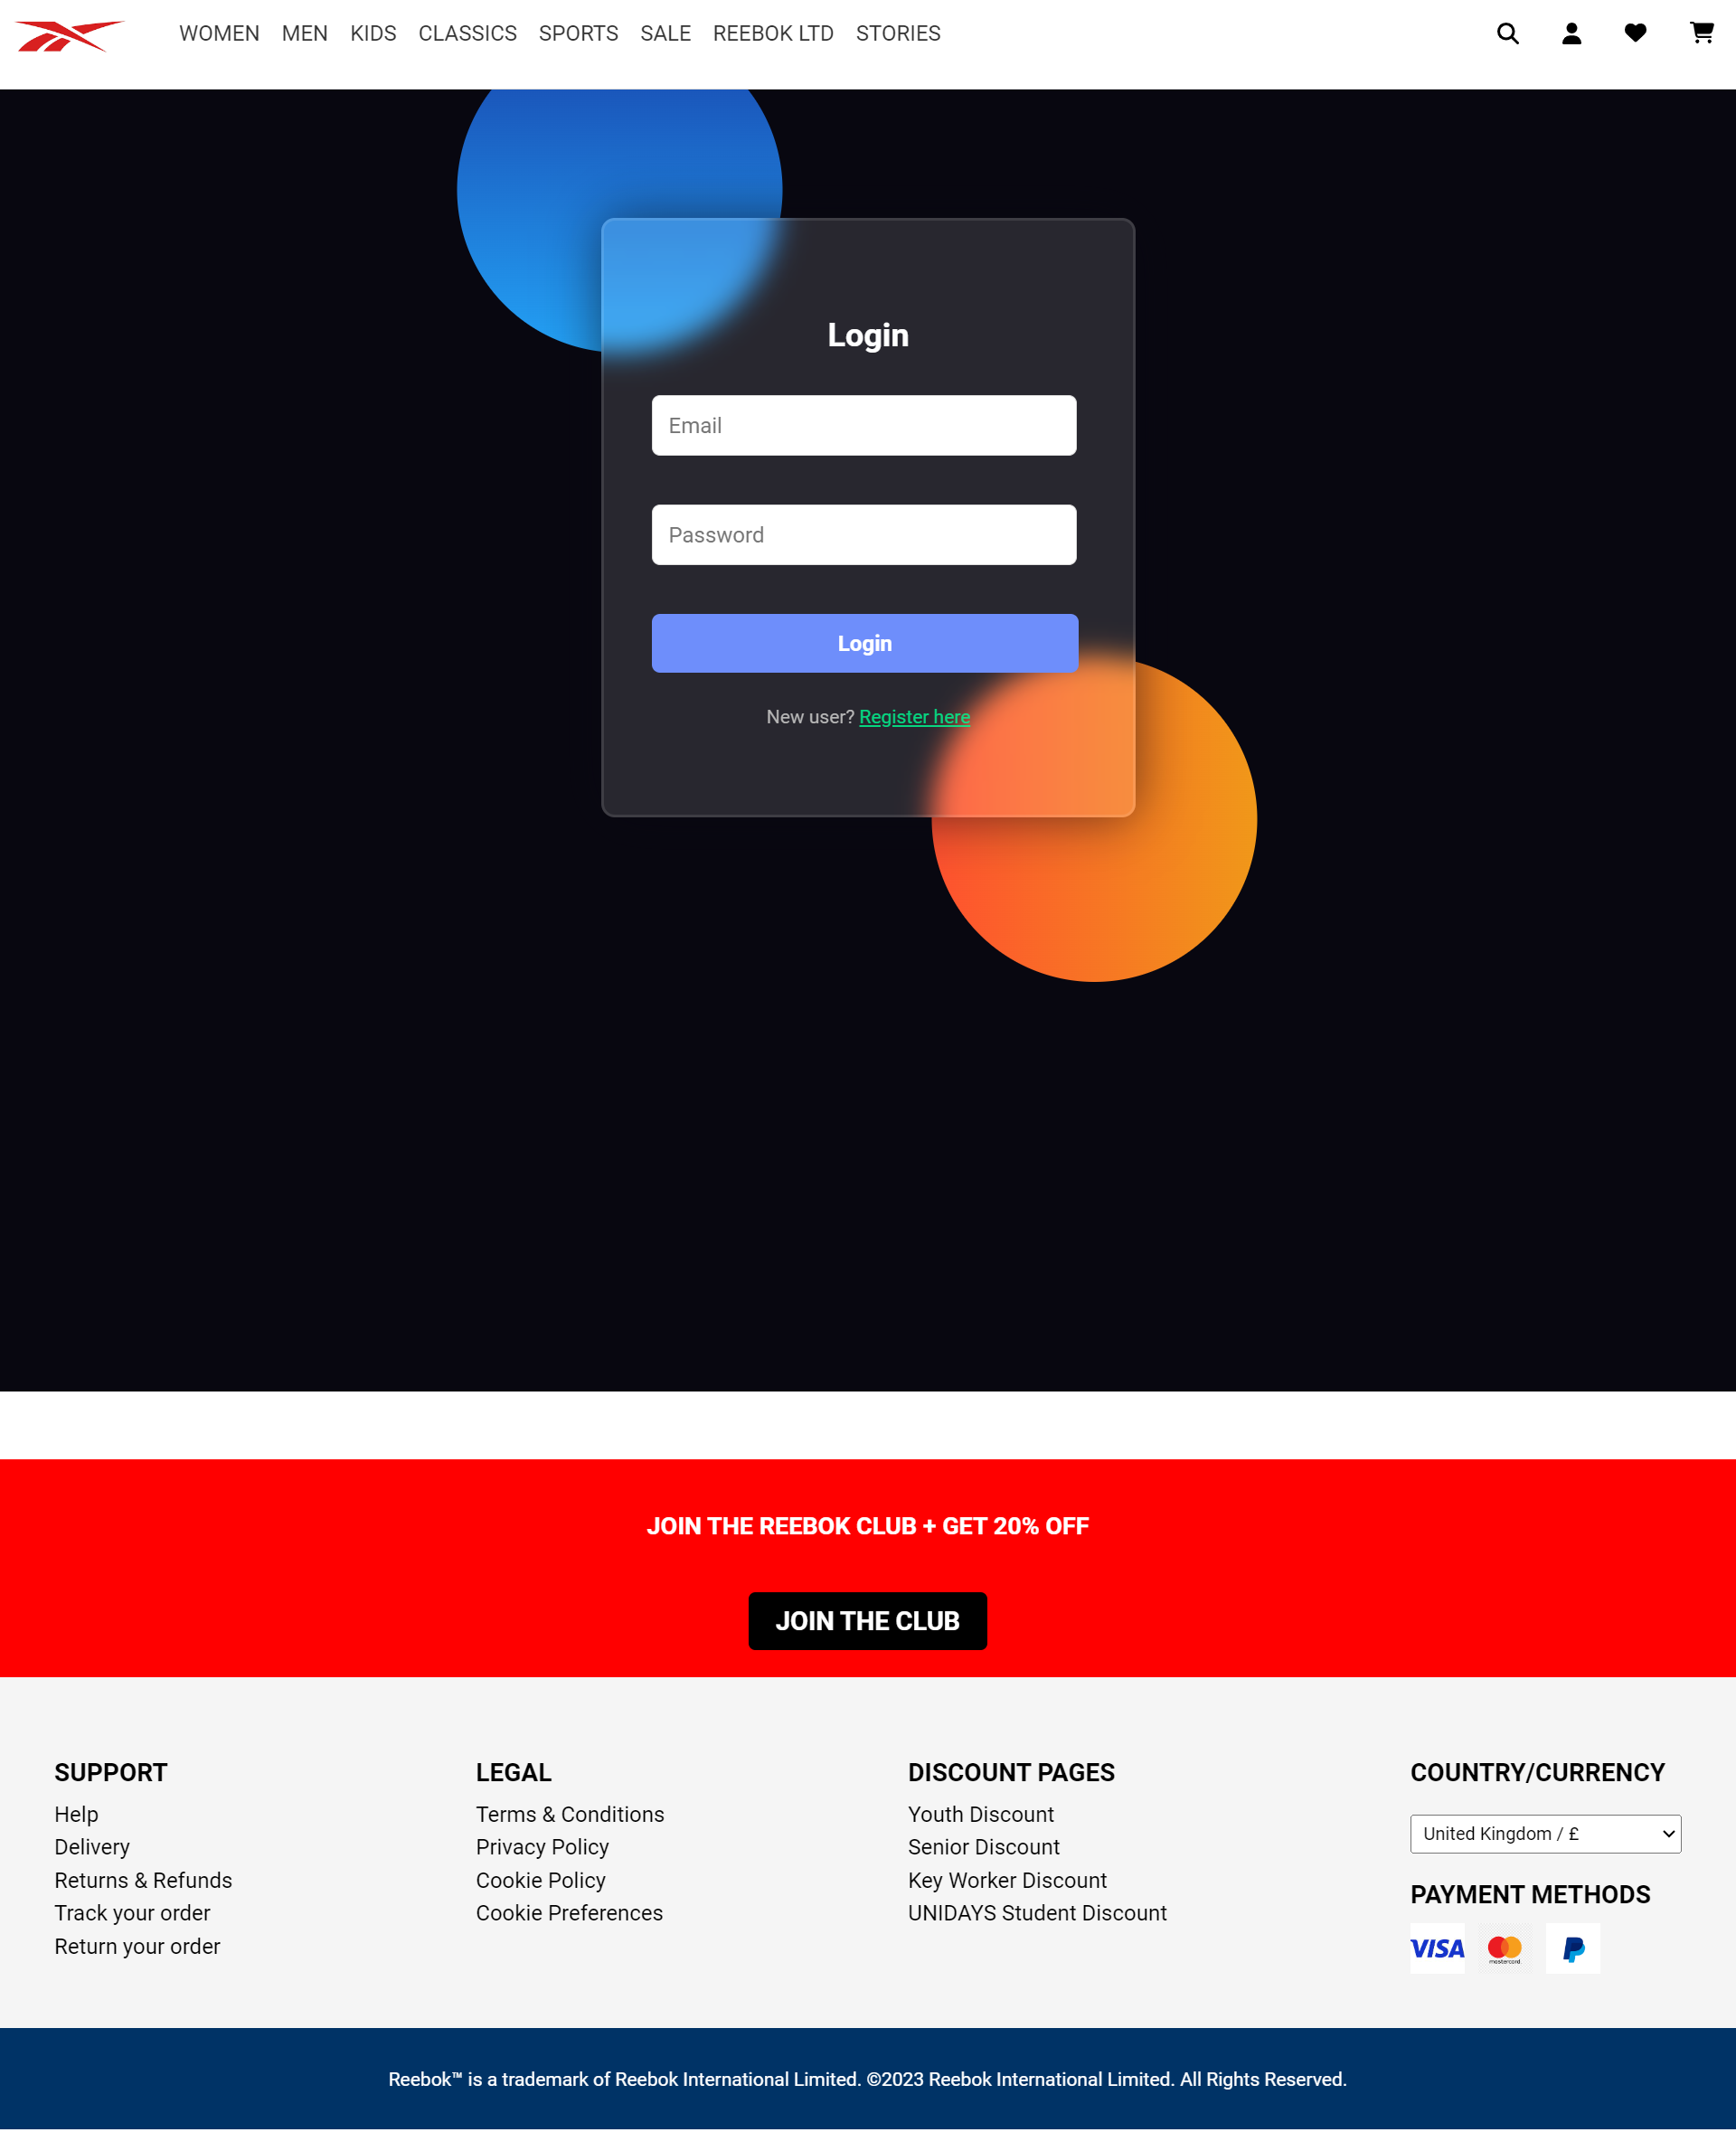 WOMEN MEN KIDS CLASSICS SPORTS SALE REEBOK LTD STORIES
Login
Email
Password
Login
New user? Register here
JOIN THE REEBOK CLUB + GET 20% OFF
JOIN THE CLUB
SUPPORT
Help
Delivery
Returns & Refunds
Track your order
Return your order
LEGAL
Terms & Conditions
Privacy Policy
Cookie Policy
Cookie Preferences
DISCOUNT PAGES
Youth Discount
Senior Discount
Key Worker Discount
UNIDAYS Student Discount
COUNTRY/CURRENCY
United Kingdom / £
PAYMENT METHODS
VISA
mastercard
Reebok™ is a trademark of Reebok International Limited. ©2023 Reebok International Limited. All Rights Reserved.